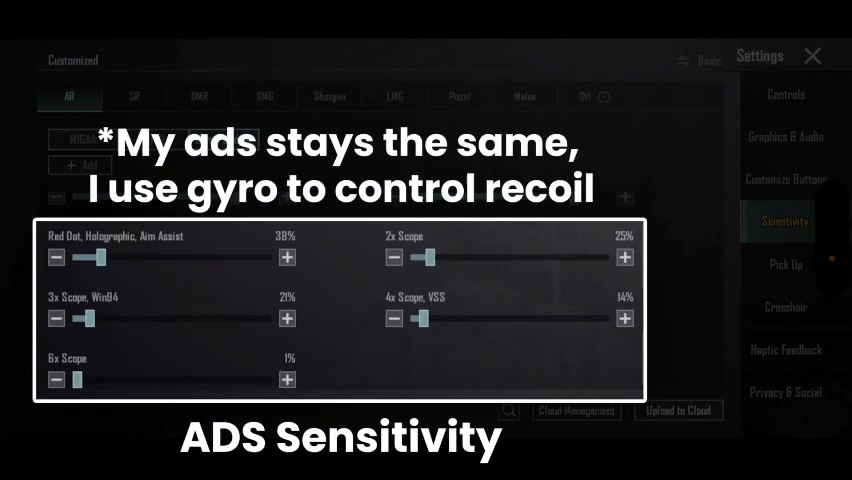 Customized
Basic
Settings
AR
SR
DMR
SMG
Shotgun
LMG
Pistol
Melee
Controls
Graphics & Audio
*My ads stays the same,
+ Add
I use gyro to control recoil
Customize Buttons
Sensitivity
Red Dot, Holographic, Aim Assist
38%
2x Scope
25%
Pick Up
3x Scope, Win94
21%
4x Scope, VSS
14%
Crosshair
6x Scope
1%
Haptic Feedback
Privacy & Social
Cloud Management
Upload to Cloud
ADS Sensitivity